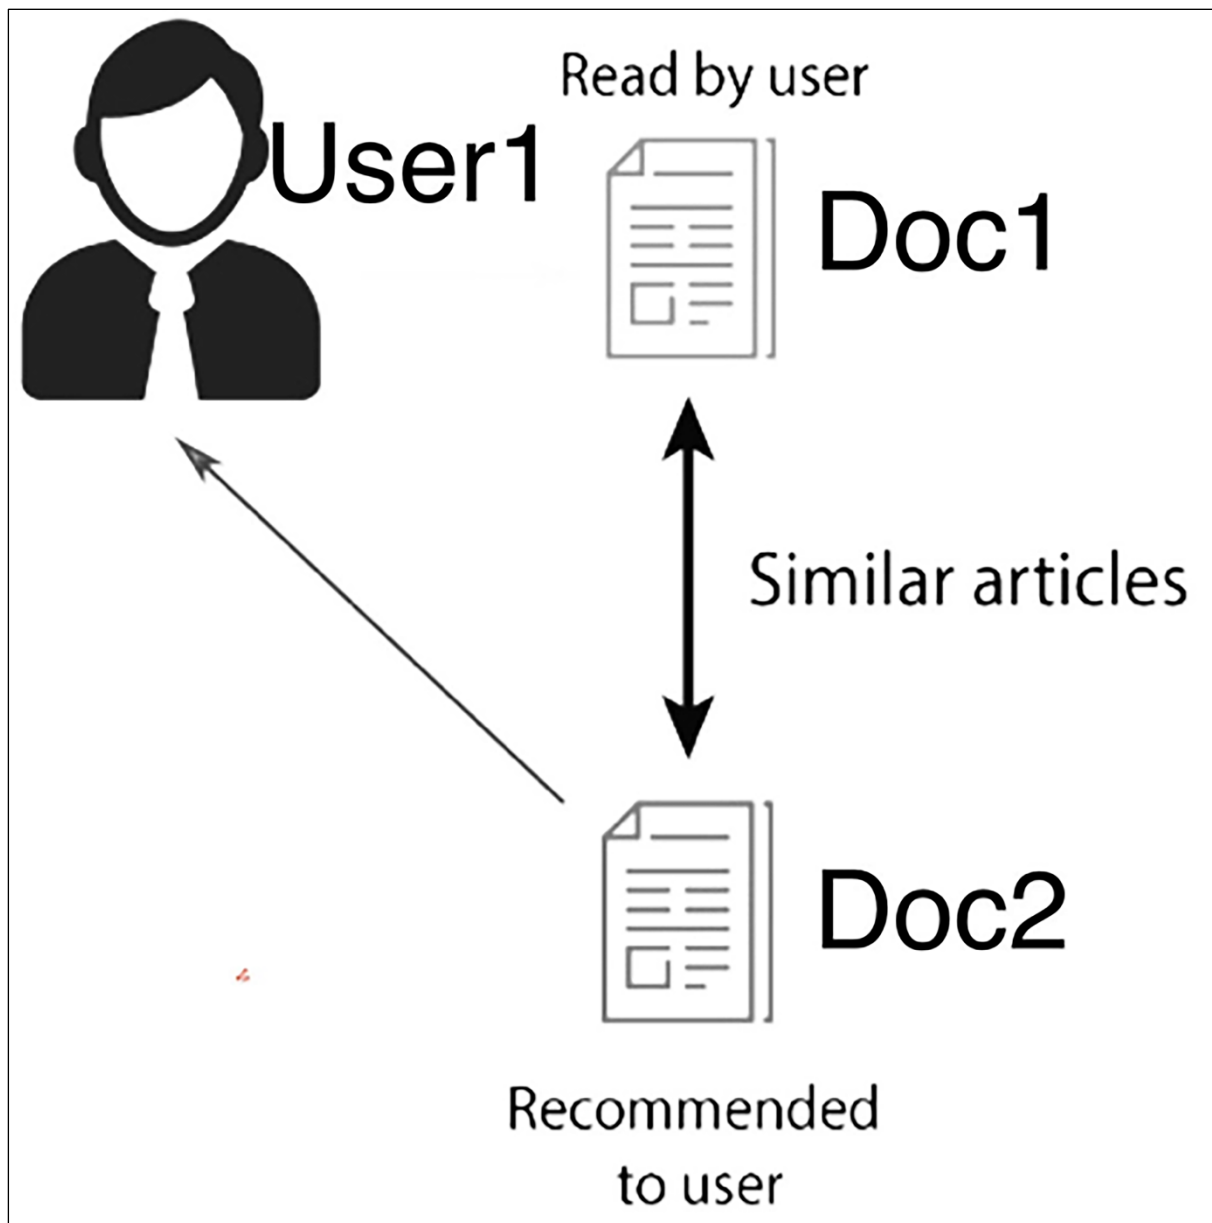 Read by user
User1
Doc1
Similar articles
Doc2
Recommended
to user